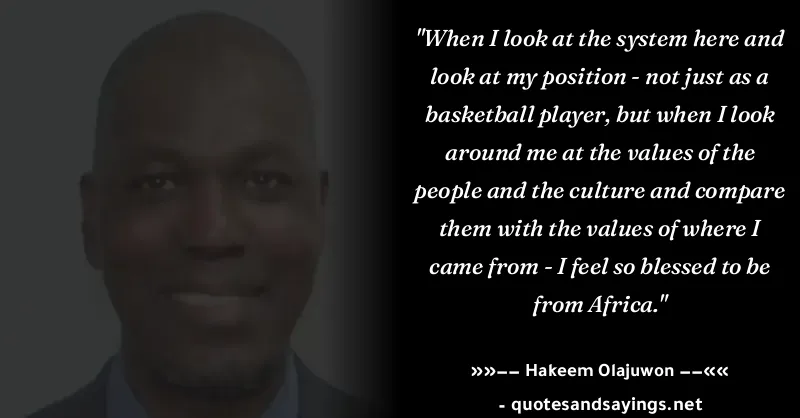 "When I look at the system here and
look at my position - not just as a
basketball player, but when I look
around me at the values of the
people and the culture and compare
them with the values of where I
came from - I feel so blessed to be
from Africa."
»»−− Hakeem Olajuwon −−««
- quotesandsayings.net